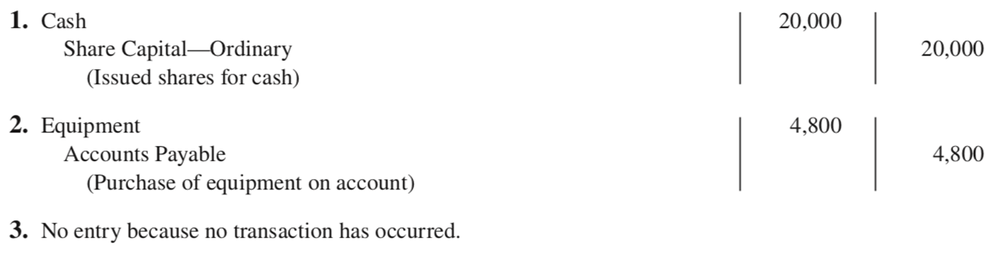 1. Cash 20,000
Share Capital—Ordinary 20,000
(Issued shares for cash)
2. Equipment 4,800
Accounts Payable 4,800
(Purchase of equipment on account)
3. No entry because no transaction has occurred.